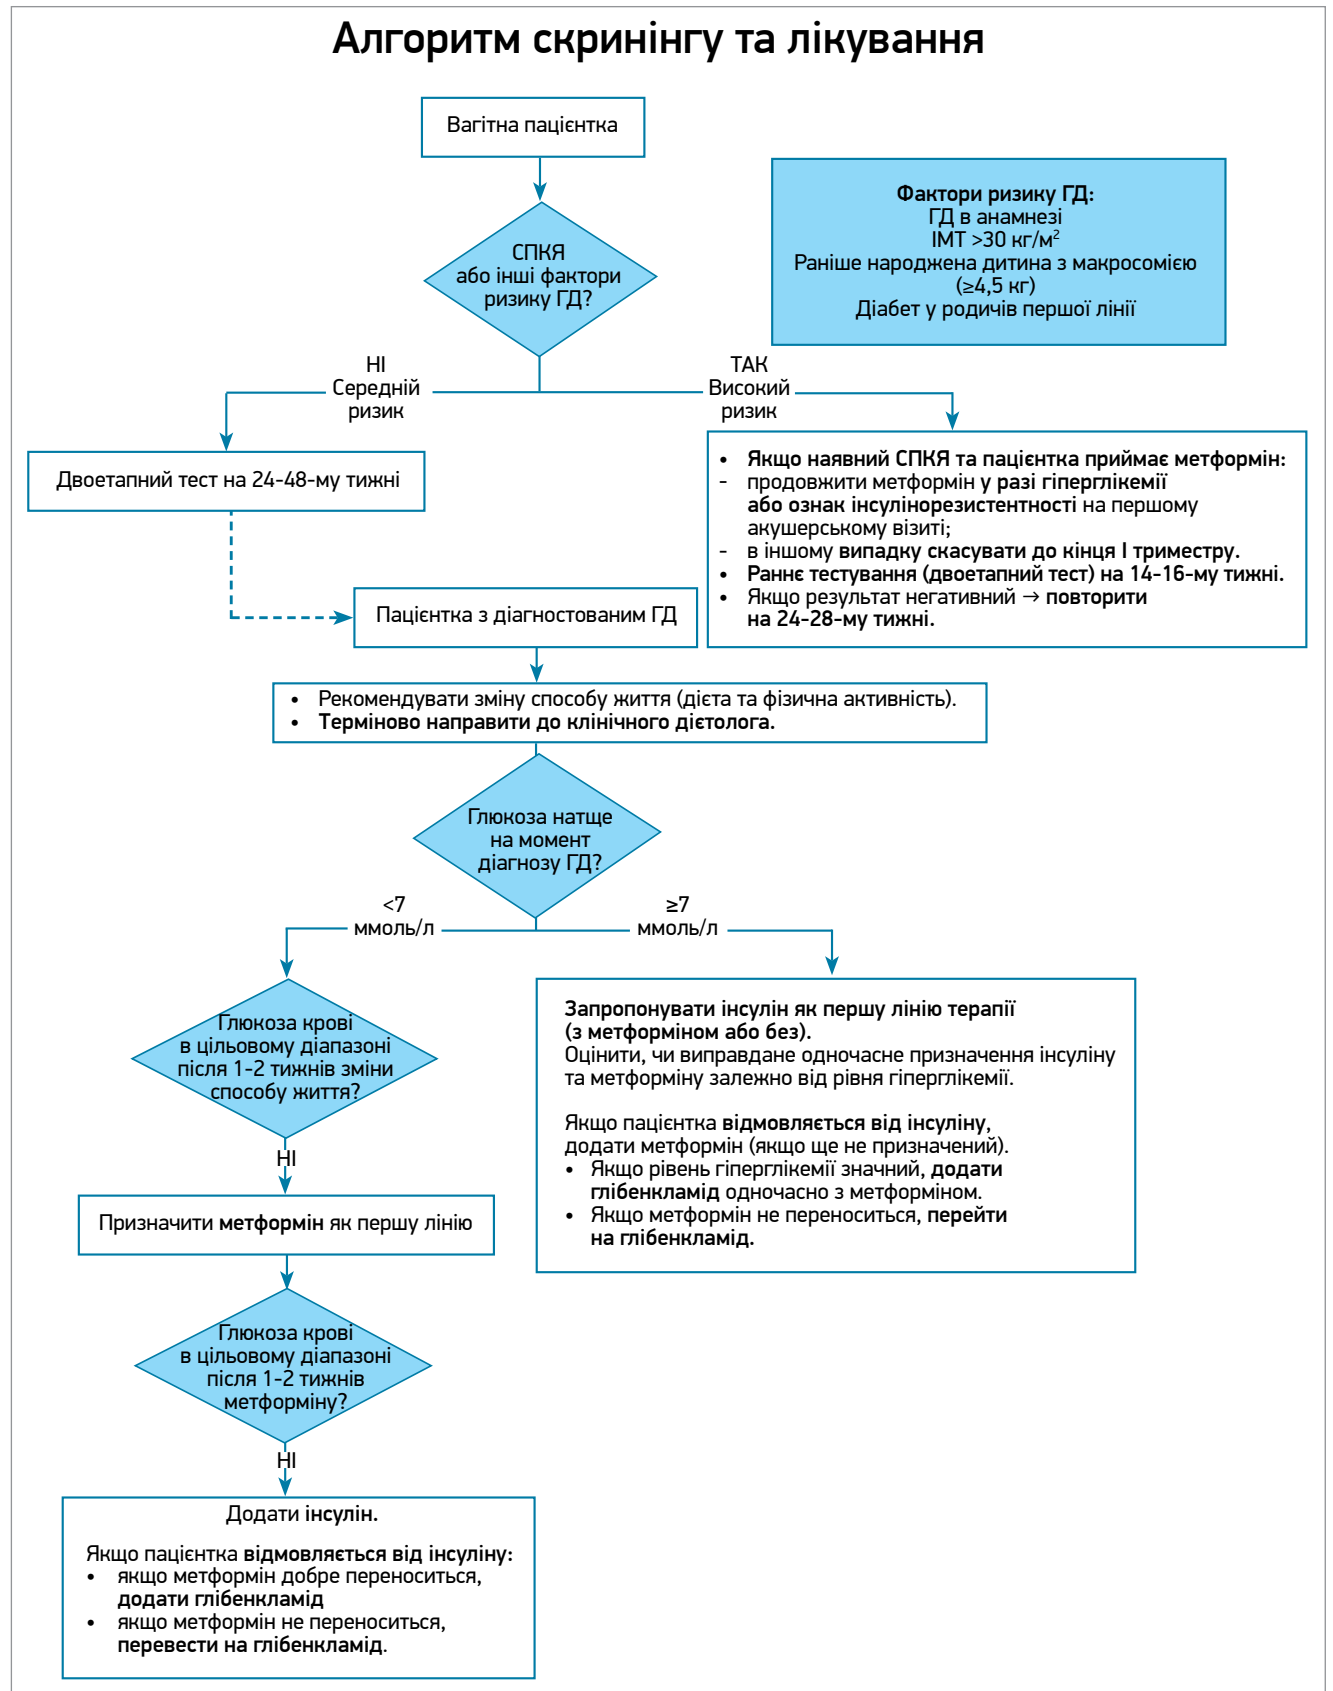 Алгоритм скринінгу та лікування
Вагітна пацієнтка
Фактори ризику ГД:
ГД в анамнезі
ІМТ >30 кг/м²
Раніше народжена дитина з макросомією
(≥4,5 кг)
Діабет у родичів першої лінії
СПКЯ
або інші фактори
ризику ГД?
НІ
Середній
ризик
ТАК
Високий
ризик
Двоетапний тест на 24-48-му тижні
• Якщо наявний СПКЯ та пацієнтка приймає метформін:
- продовжити метформін у разі гіперглікемії
або ознак інсулінорезистентності на першому
акушерському візиті;
- в іншому випадку скасувати до кінця І триместру.
• Раннє тестування (двоетапний тест) на 14-16-му тижні.
• Якщо результат негативний → повторити
на 24-28-му тижні.
Пацієнтка з діагностованим ГД
• Рекомендувати зміну способу життя (дієта та фізична активність).
• Терміново направити до клінічного дієтолога.
Глюкоза натще
на момент
діагнозу ГД?
<7
ммоль/л
≥7
ммоль/л
Глюкоза крові
в цільовому діапазоні
після 1-2 тижнів зміни
способу життя?
НІ
Призначити метформін як першу лінію
Глюкоза крові
в цільовому діапазоні
після 1-2 тижнів
метформіну?
НІ
Додати інсулін.
Якщо пацієнтка відмовляється від інсуліну:
• якщо метформін добре переноситься,
додати глібенкламід
• якщо метформін не переноситься,
перевести на глібенкламід.
Запропонувати інсулін як першу лінію терапії
(з метформіном або без).
Оцінити, чи виправдане одночасне призначення інсуліну
та метформіну залежно від рівня гіперглікемії.
Якщо пацієнтка відмовляється від інсуліну,
додати метформін (якщо ще не призначений).
• Якщо рівень гіперглікемії значний, додати
глібенкламід одночасно з метформіном.
• Якщо метформін не переноситься, перейти
на глібенкламід.